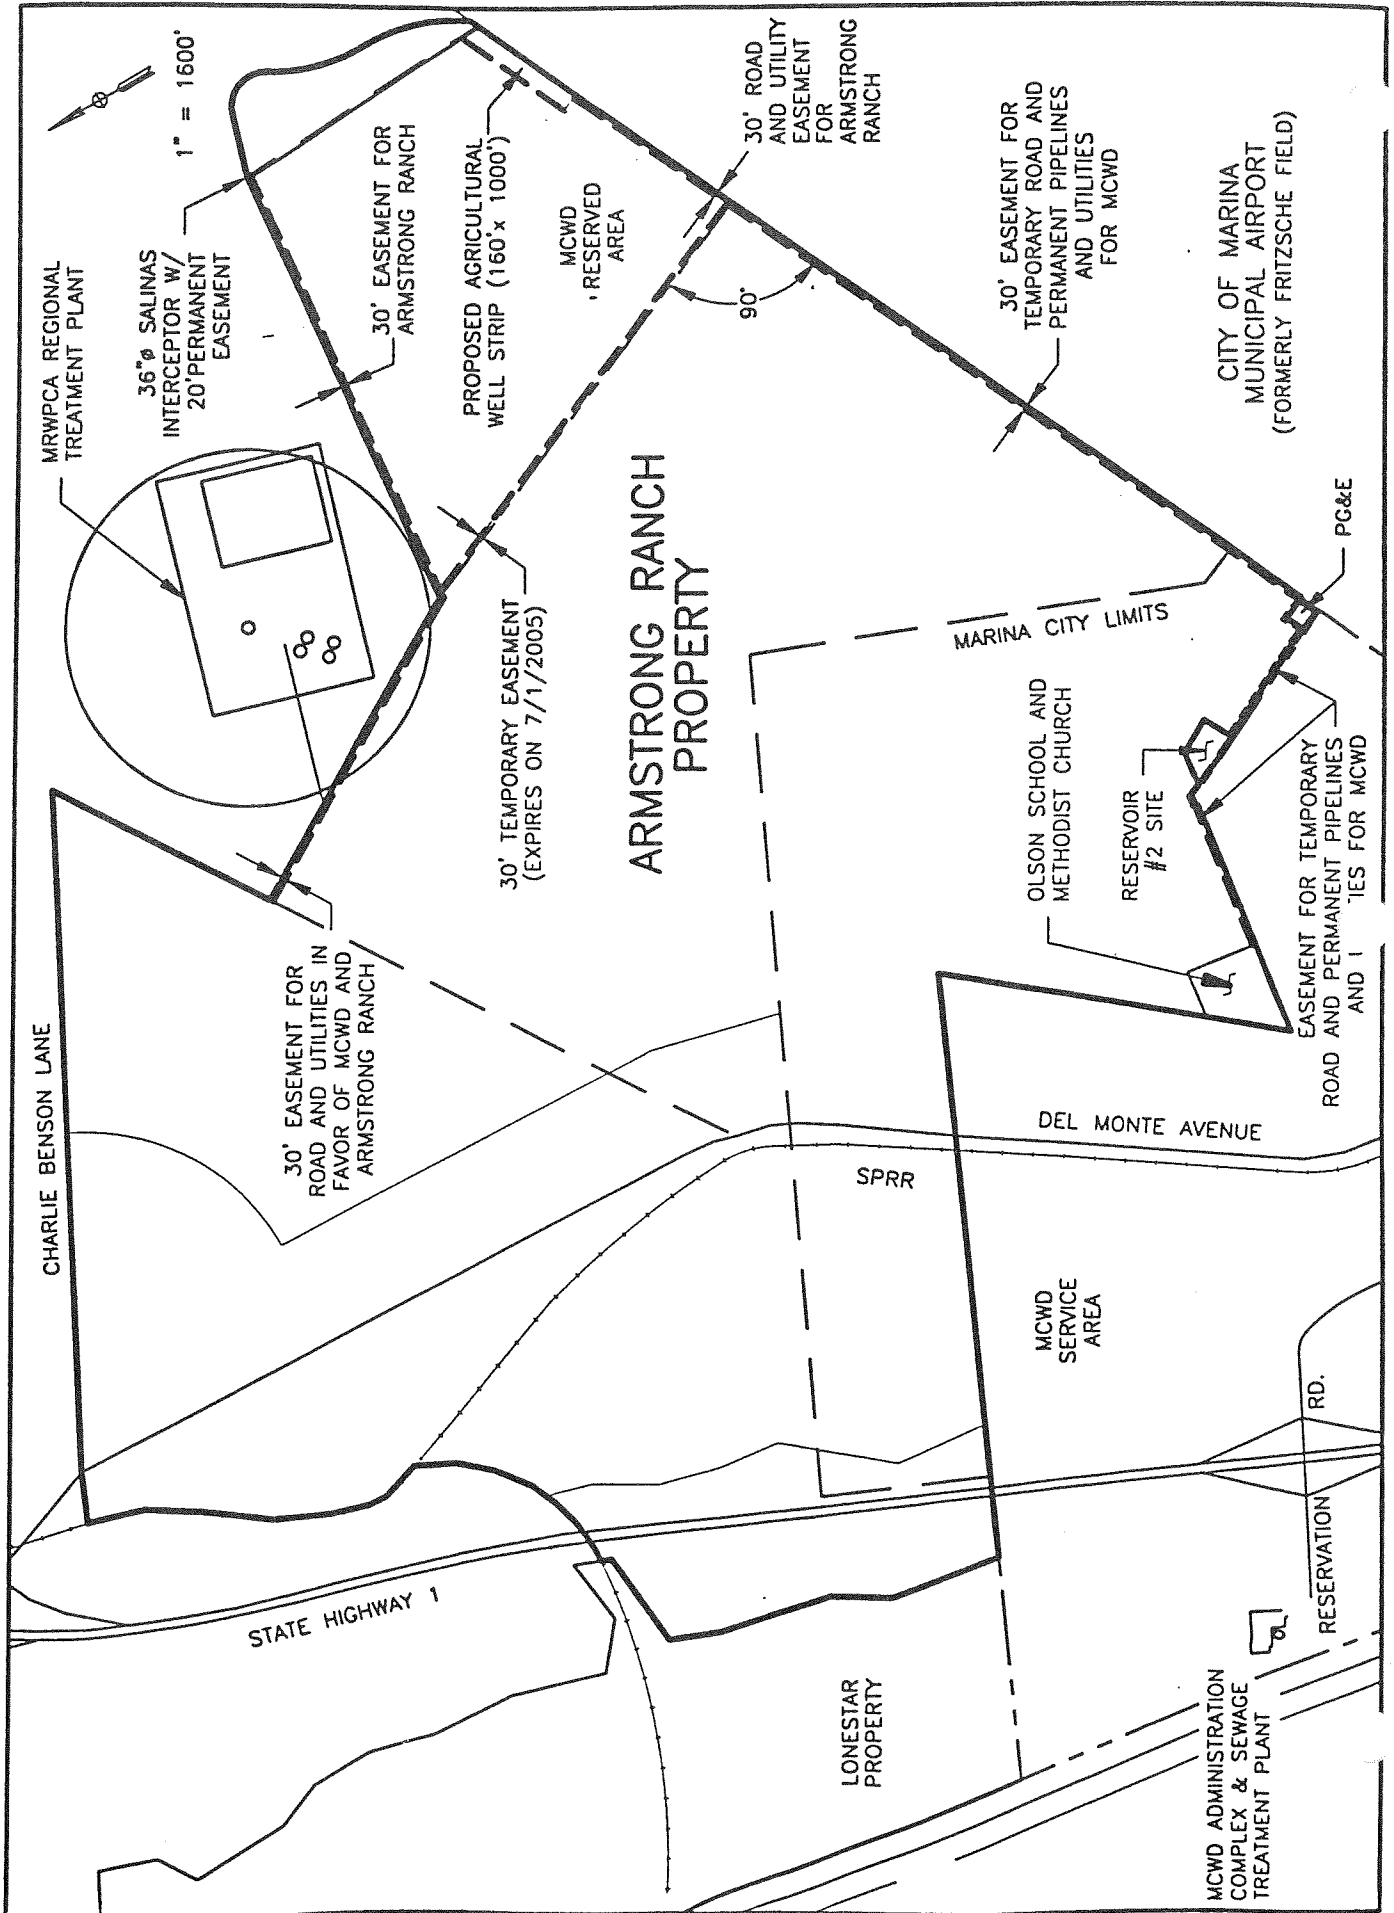 CHARLIE BENSON LANE
MRWPCA REGIONAL
TREATMENT PLANT
1" = 1600'
36"ø SALINAS
INTERCEPTOR W/
20'PERMANENT
EASEMENT
30' EASEMENT FOR
ARMSTRONG RANCH
PROPOSED AGRICULTURAL
WELL STRIP (160'x 1000')
MCWD
RESERVED
AREA
30' ROAD
AND UTILITY
EASEMENT
FOR
ARMSTRONG
RANCH
90°
30' EASEMENT FOR
ROAD AND UTILITIES IN
FAVOR OF MCWD AND
ARMSTRONG RANCH
30' TEMPORARY EASEMENT
(EXPIRES ON 7/1/2005)
ARMSTRONG RANCH
PROPERTY
30' EASEMENT FOR
TEMPORARY ROAD AND
PERMANENT PIPELINES
AND UTILITIES
FOR MCWD
CITY OF MARINA
MUNICIPAL AIRPORT
(FORMERLY FRITZSCHE FIELD)
STATE HIGHWAY 1
SPRR
DEL MONTE AVENUE
MARINA CITY LIMITS
PG&E
OLSON SCHOOL AND
METHODIST CHURCH
RESERVOIR
#2 SITE
EASEMENT FOR TEMPORARY
ROAD AND PERMANENT PIPELINES
AND IES FOR MCWD
MCWD
SERVICE
AREA
LONESTAR
PROPERTY
RESERVATION RD.
MCWD ADMINISTRATION
COMPLEX & SEWAGE
TREATMENT PLANT